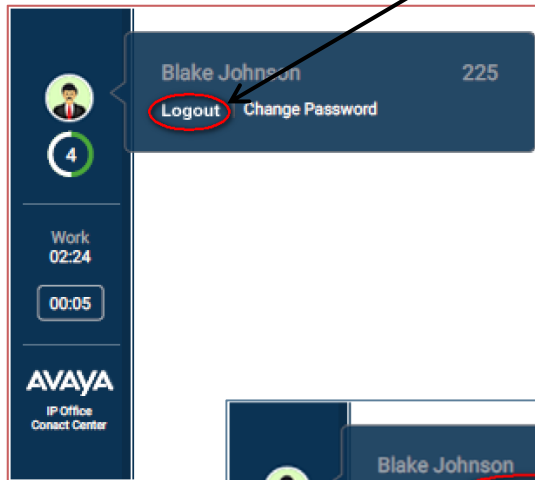 Blake Johnson 225
Logout Change Password
4
Work
02:24
00:05
AVAYA
IP Office
Conact Center
Blake Johnson